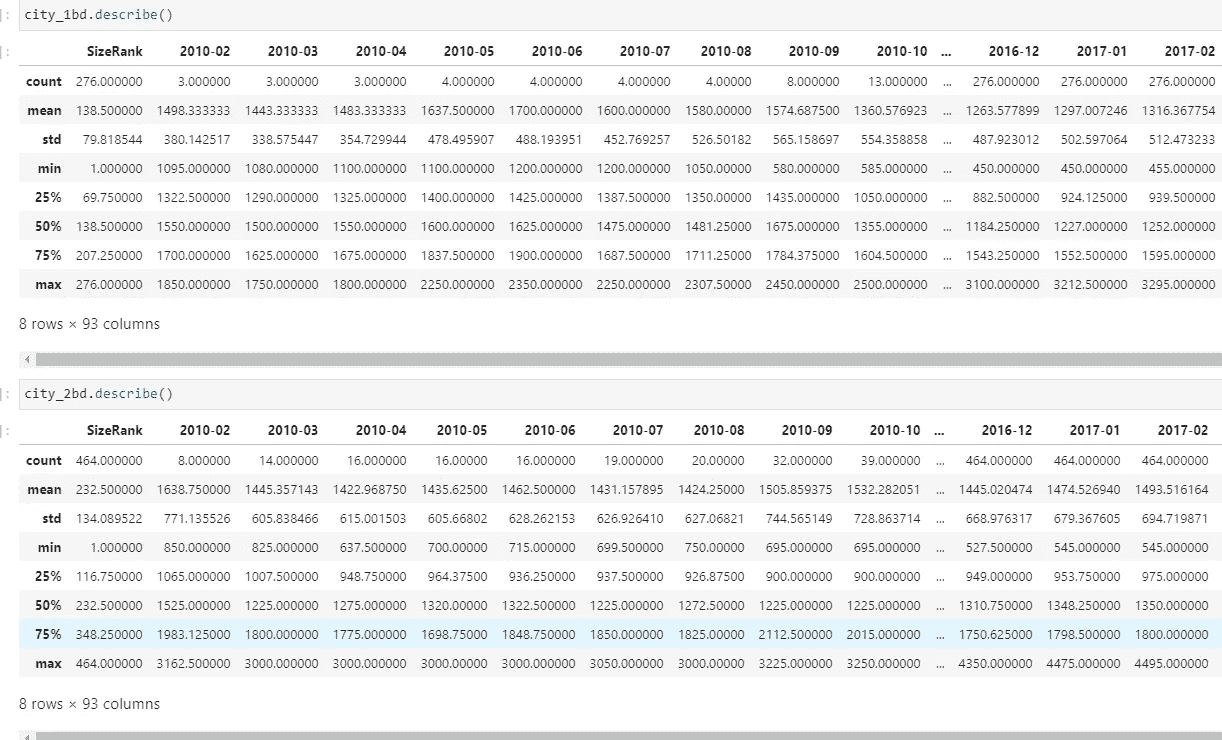 ]: city_1bd.describe()
]: SizeRank 2010-02 2010-03 2010-04 2010-05 2010-06 2010-07 2010-08 2010-09 2010-10 ... 2016-12 2017-01 2017-02
count 276.000000 3.000000 3.000000 3.000000 4.000000 4.000000 4.000000 4.00000 8.000000 13.000000 ... 276.000000 276.000000 276.000000
mean 138.500000 1498.333333 1443.333333 1483.333333 1637.500000 1700.000000 1600.000000 1580.00000 1574.687500 1360.576923 ... 1263.577899 1297.007246 1316.367754
std 79.818544 380.142517 338.575447 354.729944 478.495907 488.193951 452.769257 526.50182 565.158697 554.358858 ... 487.923012 502.597064 512.473233
min 1.000000 1095.000000 1080.000000 1100.000000 1100.000000 1200.000000 1200.000000 1050.00000 580.000000 585.000000 ... 450.000000 450.000000 455.000000
25% 69.750000 1322.500000 1290.000000 1325.000000 1400.000000 1425.000000 1387.500000 1350.00000 1435.000000 1050.000000 ... 882.500000 924.125000 939.500000
50% 138.500000 1550.000000 1500.000000 1550.000000 1600.000000 1625.000000 1475.000000 1481.25000 1675.000000 1355.000000 ... 1184.250000 1227.000000 1252.000000
75% 207.250000 1700.000000 1625.000000 1675.000000 1837.500000 1900.000000 1687.500000 1711.25000 1784.375000 1604.500000 ... 1543.250000 1552.500000 1595.000000
max 276.000000 1850.000000 1750.000000 1800.000000 2250.000000 2350.000000 2250.000000 2307.50000 2450.000000 2500.000000 ... 3100.000000 3212.500000 3295.000000
8 rows × 93 columns
]: city_2bd.describe()
]: SizeRank 2010-02 2010-03 2010-04 2010-05 2010-06 2010-07 2010-08 2010-09 2010-10 ... 2016-12 2017-01 2017-02
count 464.000000 8.000000 14.000000 16.000000 16.00000 16.000000 19.000000 20.00000 32.000000 39.000000 ... 464.000000 464.000000 464.000000
mean 232.500000 1638.750000 1445.357143 1422.968750 1435.62500 1462.500000 1431.157895 1424.25000 1505.859375 1532.282051 ... 1445.020474 1474.526940 1493.516164
std 134.089522 771.135526 605.838466 615.001503 605.66802 628.262153 626.926410 627.06821 744.565149 728.863714 ... 668.976317 679.367605 694.719871
min 1.000000 850.000000 825.000000 637.500000 700.00000 715.000000 699.500000 750.00000 695.000000 695.000000 ... 527.500000 545.000000 545.000000
25% 116.750000 1065.000000 1007.500000 948.750000 964.37500 936.250000 937.500000 926.87500 900.000000 900.000000 ... 949.000000 953.750000 975.000000
50% 232.500000 1525.000000 1225.000000 1275.000000 1320.00000 1322.500000 1225.000000 1272.50000 1225.000000 1225.000000 ... 1310.750000 1348.250000 1350.000000
75% 348.250000 1983.125000 1800.000000 1775.000000 1698.75000 1848.750000 1850.000000 1825.00000 2112.500000 2015.000000 ... 1750.625000 1798.500000 1800.000000
max 464.000000 3162.500000 3000.000000 3000.000000 3000.00000 3000.000000 3050.000000 3000.00000 3225.000000 3250.000000 ... 4350.000000 4475.000000 4495.000000
8 rows × 93 columns